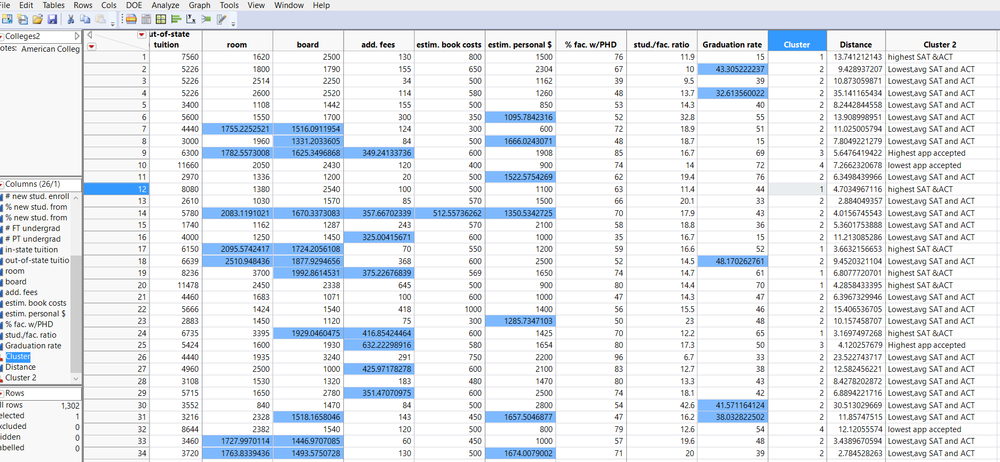 File Edit Tables Rows Cols DOE Analyze Graph Tools View Window Help
Colleges2
otes: American Colleg
ut-of-state tuition room board add. fees estim. book costs estim. personal $ % fac. w/PHD stud./fac. ratio Graduation rate Cluster Distance Cluster 2
1 7560 1620 2500 130 800 1500 76 11.9 15 1 13.741212143 highest SAT &ACT
2 5226 1800 1790 155 650 2304 67 10 43.305222237 2 9.428937207 Lowest,avg SAT and ACT
3 5226 2514 2250 34 500 1162 39 9.5 39 2 10.873059871 Lowest,avg SAT and ACT
4 5226 2600 2520 114 580 1260 48 13.7 32.613560022 2 35.141165434 Lowest,avg SAT and ACT
5 3400 1108 1442 155 500 850 53 14.3 40 2 8.2442844558 Lowest,avg SAT and ACT
6 5600 1550 1700 300 350 1095.7842316 52 32.8 55 2 13.908998951 Lowest,avg SAT and ACT
7 4440 1755.2252521 1516.0911954 124 300 600 72 18.9 51 2 11.025005794 Lowest,avg SAT and ACT
8 3000 1960 1331.2033605 84 500 1666.0243071 48 18.7 15 2 7.8049221279 Lowest,avg SAT and ACT
9 6300 1782.5573008 1625.3496868 349.24133736 600 1908 85 16.7 69 3 5.6476419422 Highest app accepted
10 11660 2050 2430 120 400 900 74 14 72 4 7.2662320678 lowest app accepted
11 2970 1336 1200 20 500 1522.5754269 62 19.4 76 2 6.3498439966 Lowest,avg SAT and ACT
12 8080 1380 2540 100 500 1100 63 11.4 44 1 4.7034967116 highest SAT &ACT
13 2610 1030 1570 85 570 1500 66 20.1 33 2 2.884049357 Lowest,avg SAT and ACT
14 5780 2083.1191021 1670.3373083 357.66702339 512.55736262 1350.5342725 70 17.9 43 2 4.0156745543 Lowest,avg SAT and ACT
15 1740 1162 1287 243 570 2100 58 18.8 36 2 5.3601753888 Lowest,avg SAT and ACT
16 4000 1250 1450 325.00415671 600 1000 35 16.7 15 2 11.213085286 Lowest,avg SAT and ACT
17 6150 2095.5742417 1724.2056108 70 550 1200 59 16.6 52 1 3.6632156653 highest SAT &ACT
18 6639 2510.948436 1877.9294656 368 600 2500 52 14.5 48.170262761 2 9.4520321104 Lowest,avg SAT and ACT
19 8236 3700 1992.8614531 375.22676839 569 1650 74 14.7 61 1 6.8077720701 highest SAT &ACT
20 11478 2450 2338 645 500 900 80 14.4 70 1 4.2858433395 highest SAT &ACT
21 4460 1683 1071 100 600 1000 47 14.3 47 2 6.3967329946 Lowest,avg SAT and ACT
22 5666 1424 1540 418 1000 1400 56 15.5 46 2 15.406536705 Lowest,avg SAT and ACT
23 2883 1450 1120 75 300 1285.7347103 50 23 48 2 10.157458707 Lowest,avg SAT and ACT
24 6735 3395 1929.0460475 416.85424464 600 1425 70 12.2 65 1 3.1697497268 highest SAT &ACT
25 5424 1600 1930 632.22298916 580 1654 80 17.3 50 3 4.120257679 Highest app accepted
26 4440 1935 3240 291 750 2200 96 6.7 33 2 23.522743717 Lowest,avg SAT and ACT
27 4960 2500 1000 425.97178278 600 2100 83 12.7 38 2 12.582456221 Lowest,avg SAT and ACT
28 3108 1530 1320 183 480 1470 80 13.3 43 2 8.4278202872 Lowest,avg SAT and ACT
29 5715 1650 2780 351.47070975 600 2500 74 18.1 42 2 6.8894221716 Lowest,avg SAT and ACT
30 3552 840 1470 84 500 2800 54 42.6 41.571164124 2 30.513029669 Lowest,avg SAT and ACT
31 3216 2328 1518.1658046 143 450 1657.5046877 47 16.2 38.032822502 2 11.85747515 Lowest,avg SAT and ACT
32 8644 2382 1540 120 500 800 79 12.6 54 4 12.12055574 lowest app accepted
33 3460 1727.9970114 1446.9707085 60 450 1000 57 19.6 48 2 3.4389670594 Lowest,avg SAT and ACT
34 3720 1763.8339436 1493.5750728 130 500 1674.0079002 71 20 39 2 2.784528263 Lowest,avg SAT and ACT
Columns (26/1)
# new stud. enroll
% new stud. from
% new stud. from
# FT undergrad
# PT undergrad
in-state tuition
out-of-state tuitio
room
board
add. fees
estim. book costs
estim. personal $
% fac. w/PHD
stud./fac. ratio
Graduation rate
Cluster
Distance
Cluster 2
Rows
ll rows 1,302
elected 1
xcluded 0
idden 0
abelled 0